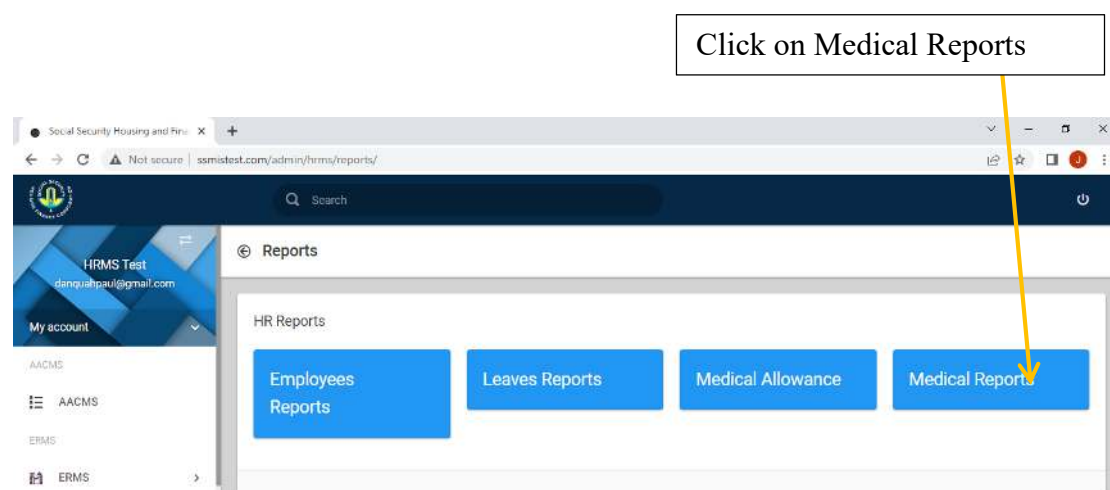 Click on Medical Reports
Social Security Housing and Fina
Not secure | ssmistest.com/admin/hrms/reports/
J
Search
HRMS Test
danquahpaul@gmail.com
Reports
My account
HR Reports
AACMS
Employees
Reports
Leaves Reports
Medical Allowance
Medical Reports
AACMS
ERMS
ERMS